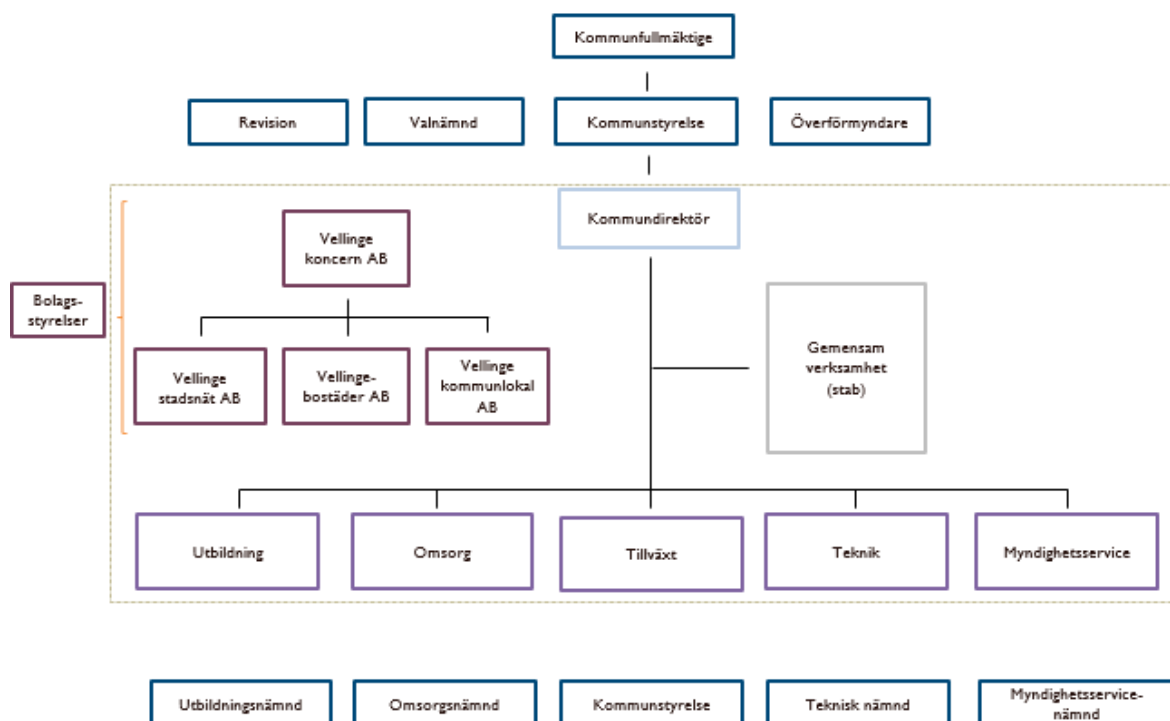 Kommunfullmäktige
Revision
Valnämnd
Kommunstyrelse
Överförmyndare
Kommundirektör
Vellinge
koncern AB
Bolags-
styrelser
Gemensam
verksamhet
(stab)
Vellinge
stadsnät AB
Vellinge-
bostäder AB
Vellinge
kommunlokal
AB
Utbildning
Omsorg
Tillväxt
Teknik
Myndighetsservice
Utbildningsnämnd
Omsorgsnämnd
Kommunstyrelse
Teknisk nämnd
Myndighetsservice-
nämnd